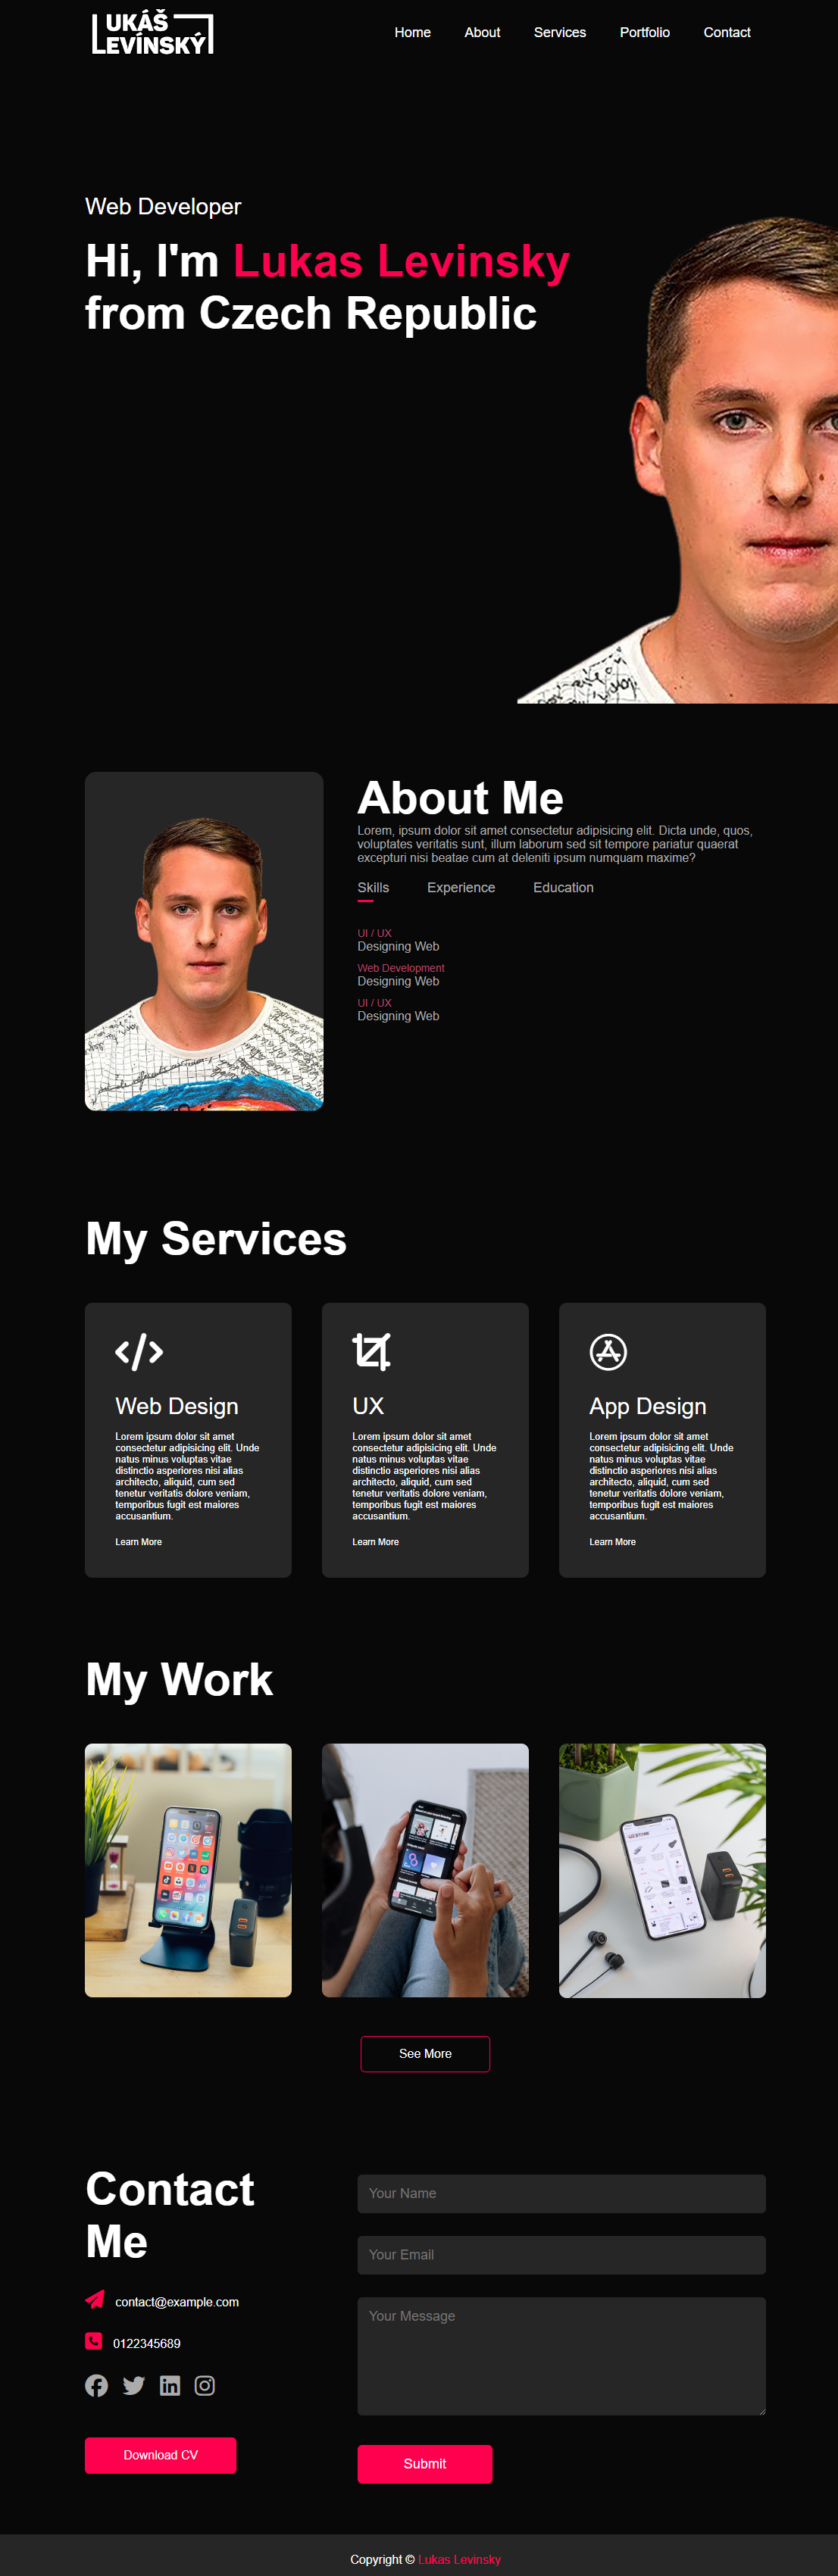 LUKÁŠ
LEVÍNSKÝ
Home About Services Portfolio Contact
Web Developer
Hi, I'm Lukas Levinsky
from Czech Republic
About Me
Lorem, ipsum dolor sit amet consectetur adipisicing elit. Dicta unde, quos,
voluptates veritatis sunt, illum laborum sed sit tempore pariatur quaerat
excepturi nisi beatae cum at deleniti ipsum numquam maxime?
Skills Experience Education
UI / UX
Designing Web
Web Development
Designing Web
UI / UX
Designing Web
My Services
Web Design
Lorem ipsum dolor sit amet
consectetur adipisicing elit. Unde
natus minus voluptas vitae
distinctio asperiores nisi alias
architecto, aliquid, cum sed
tenetur veritatis dolore veniam,
temporibus fugit est maiores
accusantium.
Learn More
UX
Lorem ipsum dolor sit amet
consectetur adipisicing elit. Unde
natus minus voluptas vitae
distinctio asperiores nisi alias
architecto, aliquid, cum sed
tenetur veritatis dolore veniam,
temporibus fugit est maiores
accusantium.
Learn More
App Design
Lorem ipsum dolor sit amet
consectetur adipisicing elit. Unde
natus minus voluptas vitae
distinctio asperiores nisi alias
architecto, aliquid, cum sed
tenetur veritatis dolore veniam,
temporibus fugit est maiores
accusantium.
Learn More
My Work
See More
Contact
Me
contact@example.com
0122345689
Download CV
Your Name
Your Email
Your Message
Submit
Copyright © Lukas Levinsky